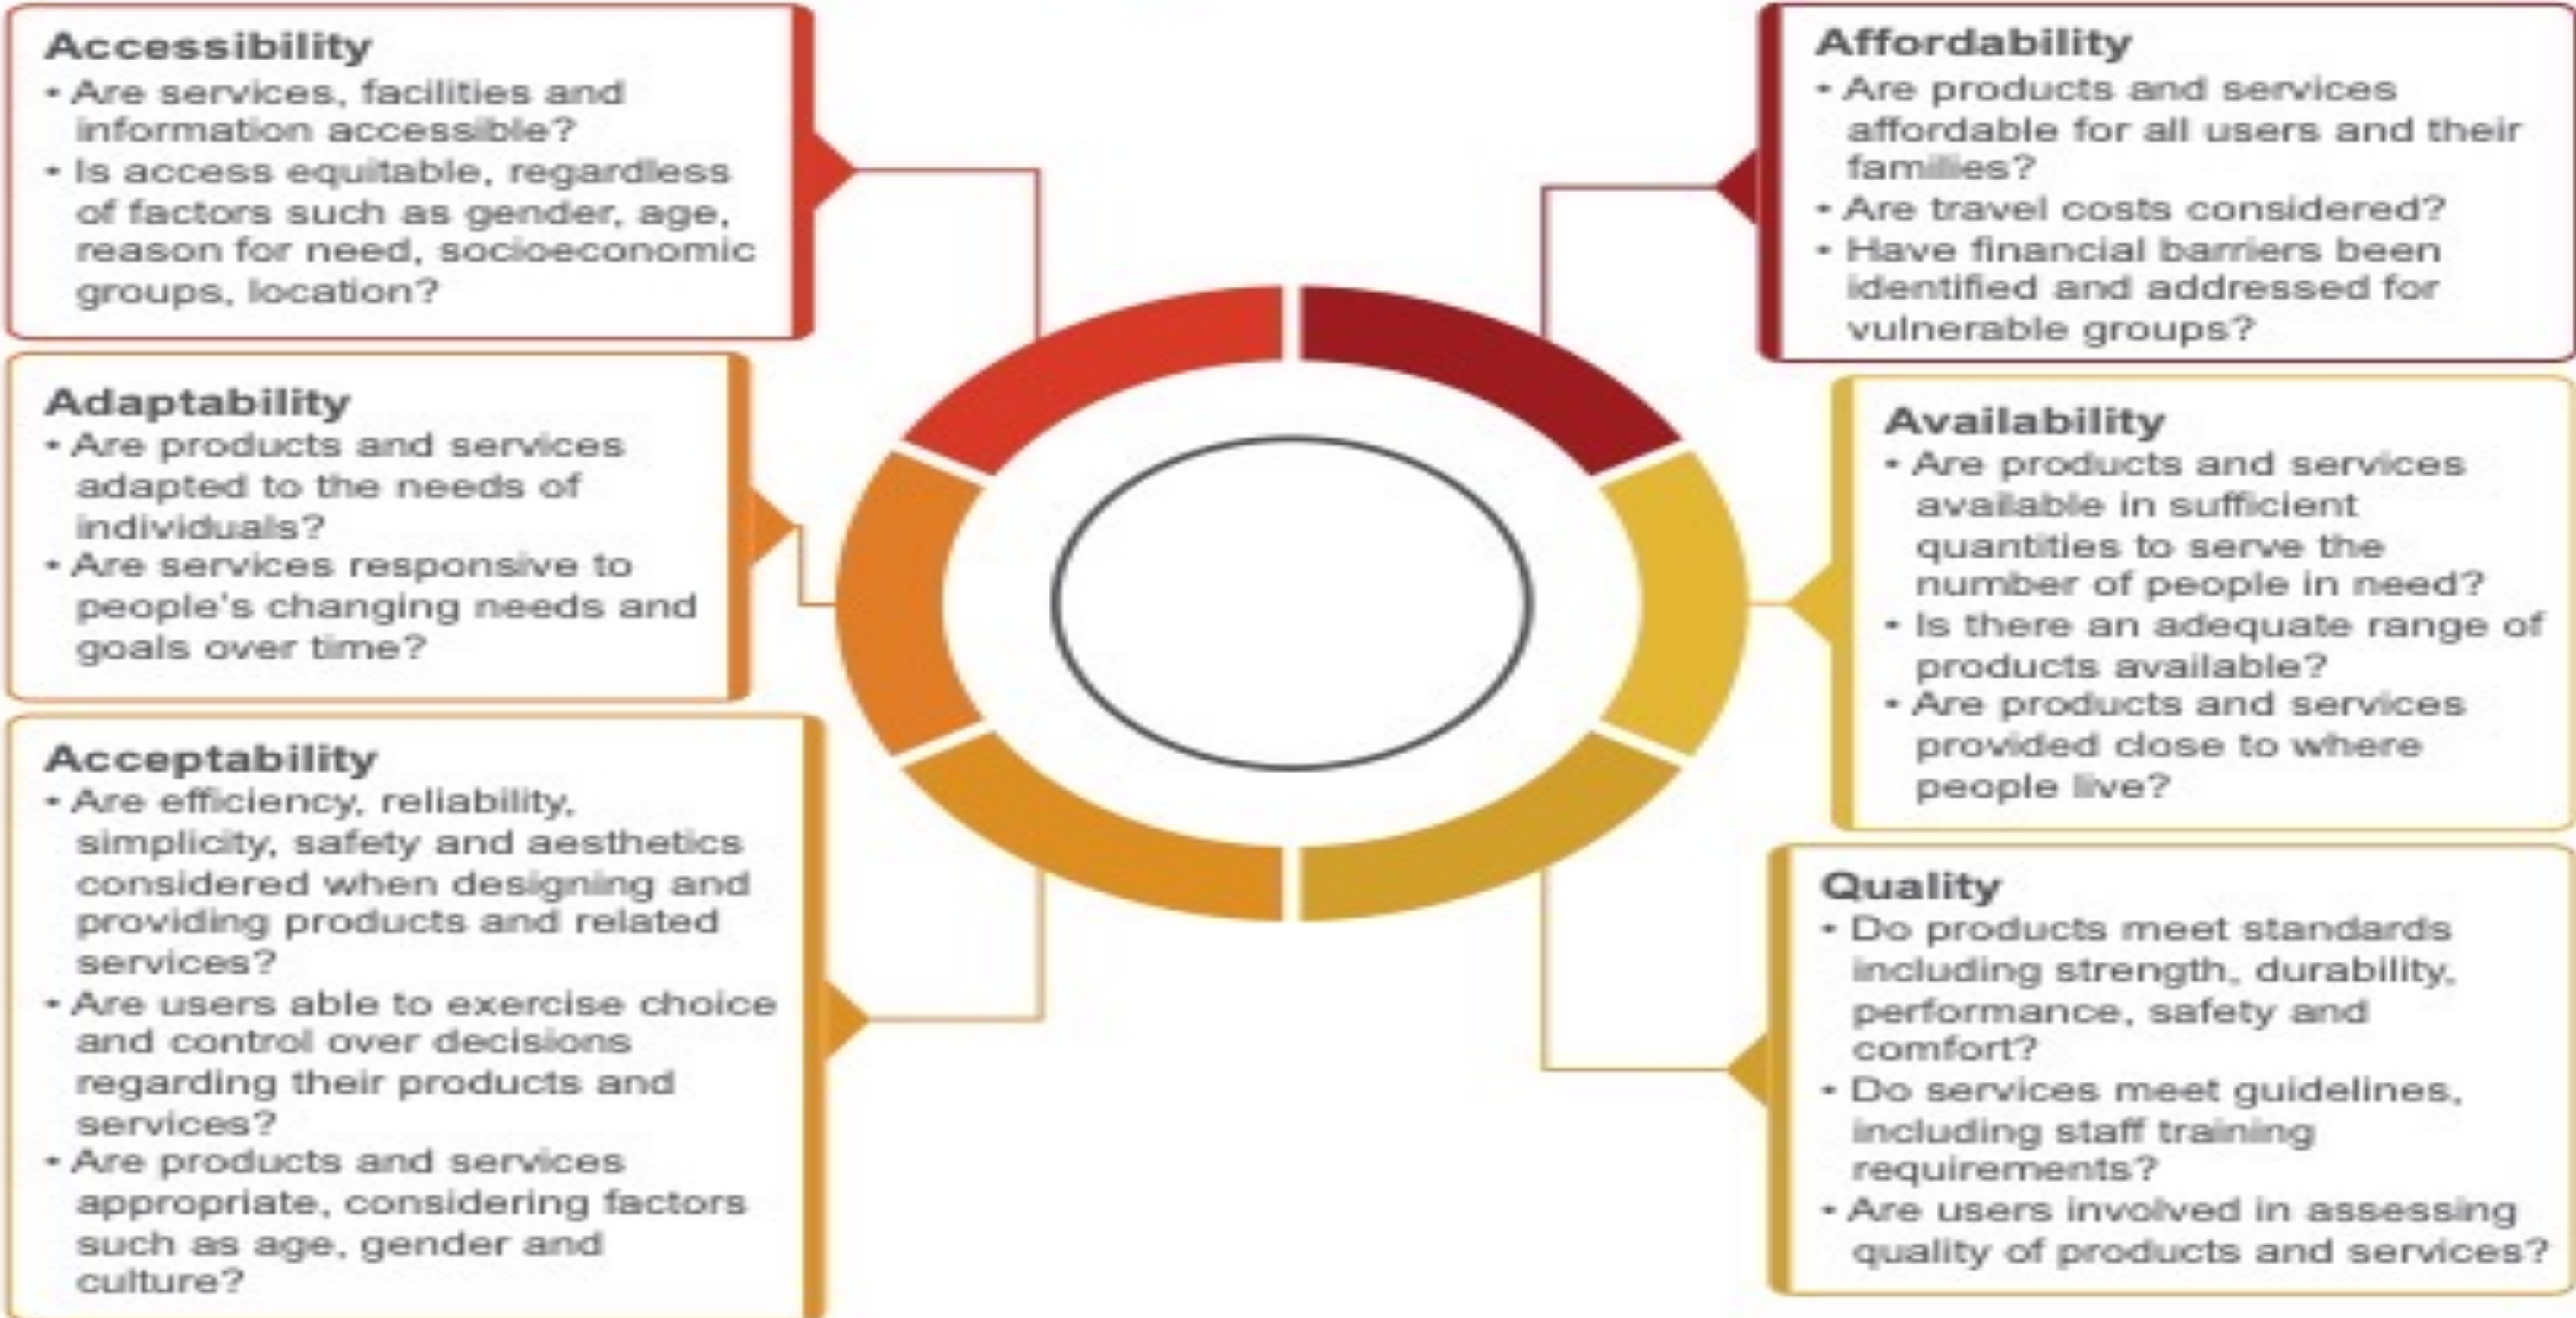 Accessibility
• Are services, facilities and
information accessible?
• Is access equitable, regardless
of factors such as gender, age,
reason for need, socioeconomic
groups, location?
Adaptability
• Are products and services
adapted to the needs of
individuals?
• Are services responsive to
people's changing needs and
goals over time?
Acceptability
• Are efficiency, reliability,
simplicity, safety and aesthetics
considered when designing and
providing products and related
services?
• Are users able to exercise choice
and control over decisions
regarding their products and
services?
• Are products and services
appropriate, considering factors
such as age, gender and
culture?
Affordability
• Are products and services
affordable for all users and their
families?
• Are travel costs considered?
• Have financial barriers been
identified and addressed for
vulnerable groups?
Availability
• Are products and services
available in sufficient
quantities to serve the
number of people in need?
• Is there an adequate range of
products available?
• Are products and services
provided close to where
people live?
Quality
• Do products meet standards
including strength, durability,
performance, safety and
comfort?
• Do services meet guidelines,
including staff training
requirements?
• Are users involved in assessing
quality of products and services?